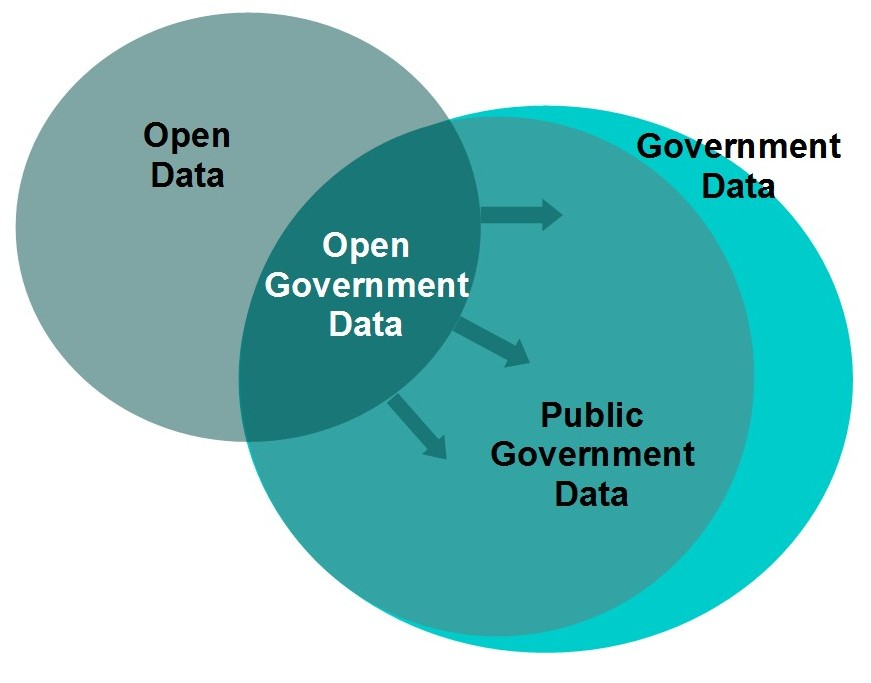 Open
Data
Government
Data
Open
Government
Data
Public
Government
Data